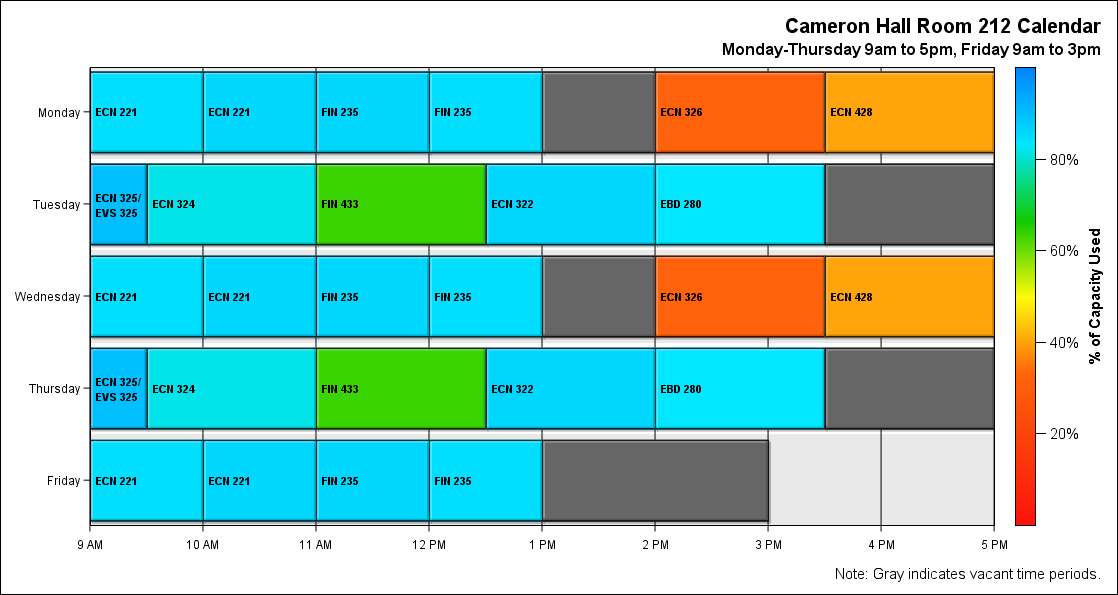 Cameron Hall Room 212 Calendar
Monday-Thursday 9am to 5pm, Friday 9am to 3pm
Monday
ECN 221
ECN 221
FIN 235
FIN 235
ECN 326
ECN 428
Tuesday
ECN 325/
EVS 325
ECN 324
FIN 433
ECN 322
EBD 280
Wednesday
ECN 221
ECN 221
FIN 235
FIN 235
ECN 326
ECN 428
Thursday
ECN 325/
EVS 325
ECN 324
FIN 433
ECN 322
EBD 280
Friday
ECN 221
ECN 221
FIN 235
FIN 235
9 AM
10 AM
11 AM
12 PM
1 PM
2 PM
3 PM
4 PM
5 PM
80%
60%
40%
20%
% of Capacity Used
Note: Gray indicates vacant time periods.